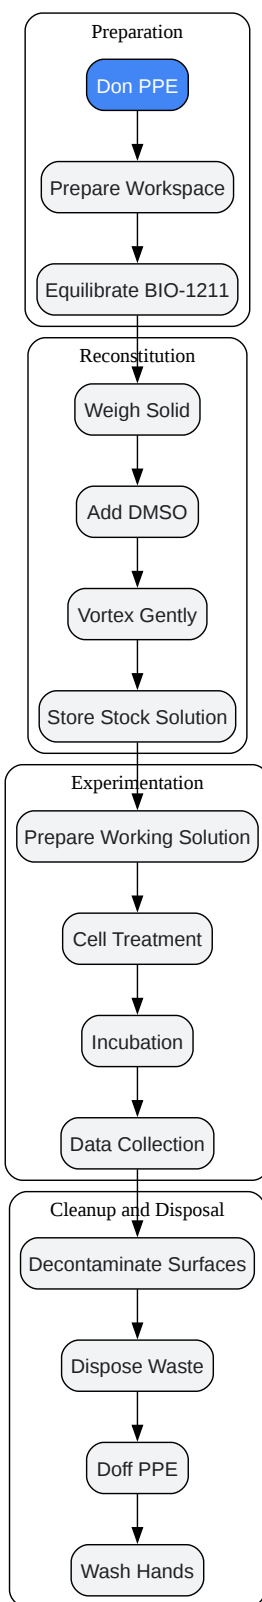 Preparation
Don PPE
Prepare Workspace
Equilibrate BIO-1211
Reconstitution
Weigh Solid
Add DMSO
Vortex Gently
Store Stock Solution
Experimentation
Prepare Working Solution
Cell Treatment
Incubation
Data Collection
Cleanup and Disposal
Decontaminate Surfaces
Dispose Waste
Doff PPE
Wash Hands